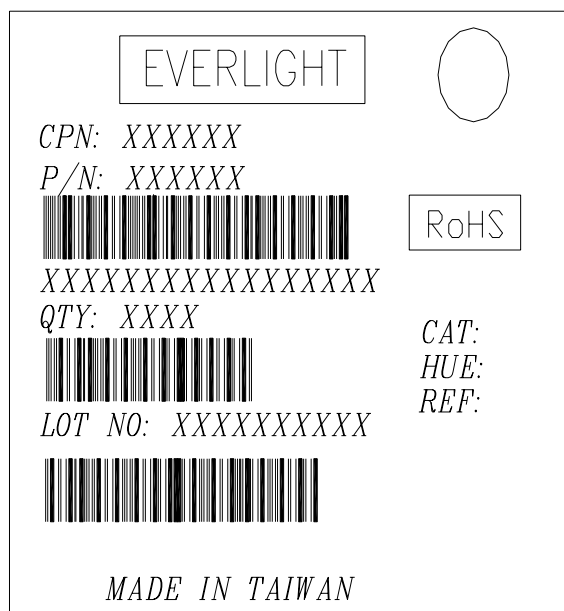 EVERLIGHT
CPN: XXXXXX
P/N: XXXXXX
RoHS
XXXXXXXXXXXXXXXXX
QTY: XXXX
CAT:
HUE:
REF:
LOT NO: XXXXXXXXXX
MADE IN TAIWAN